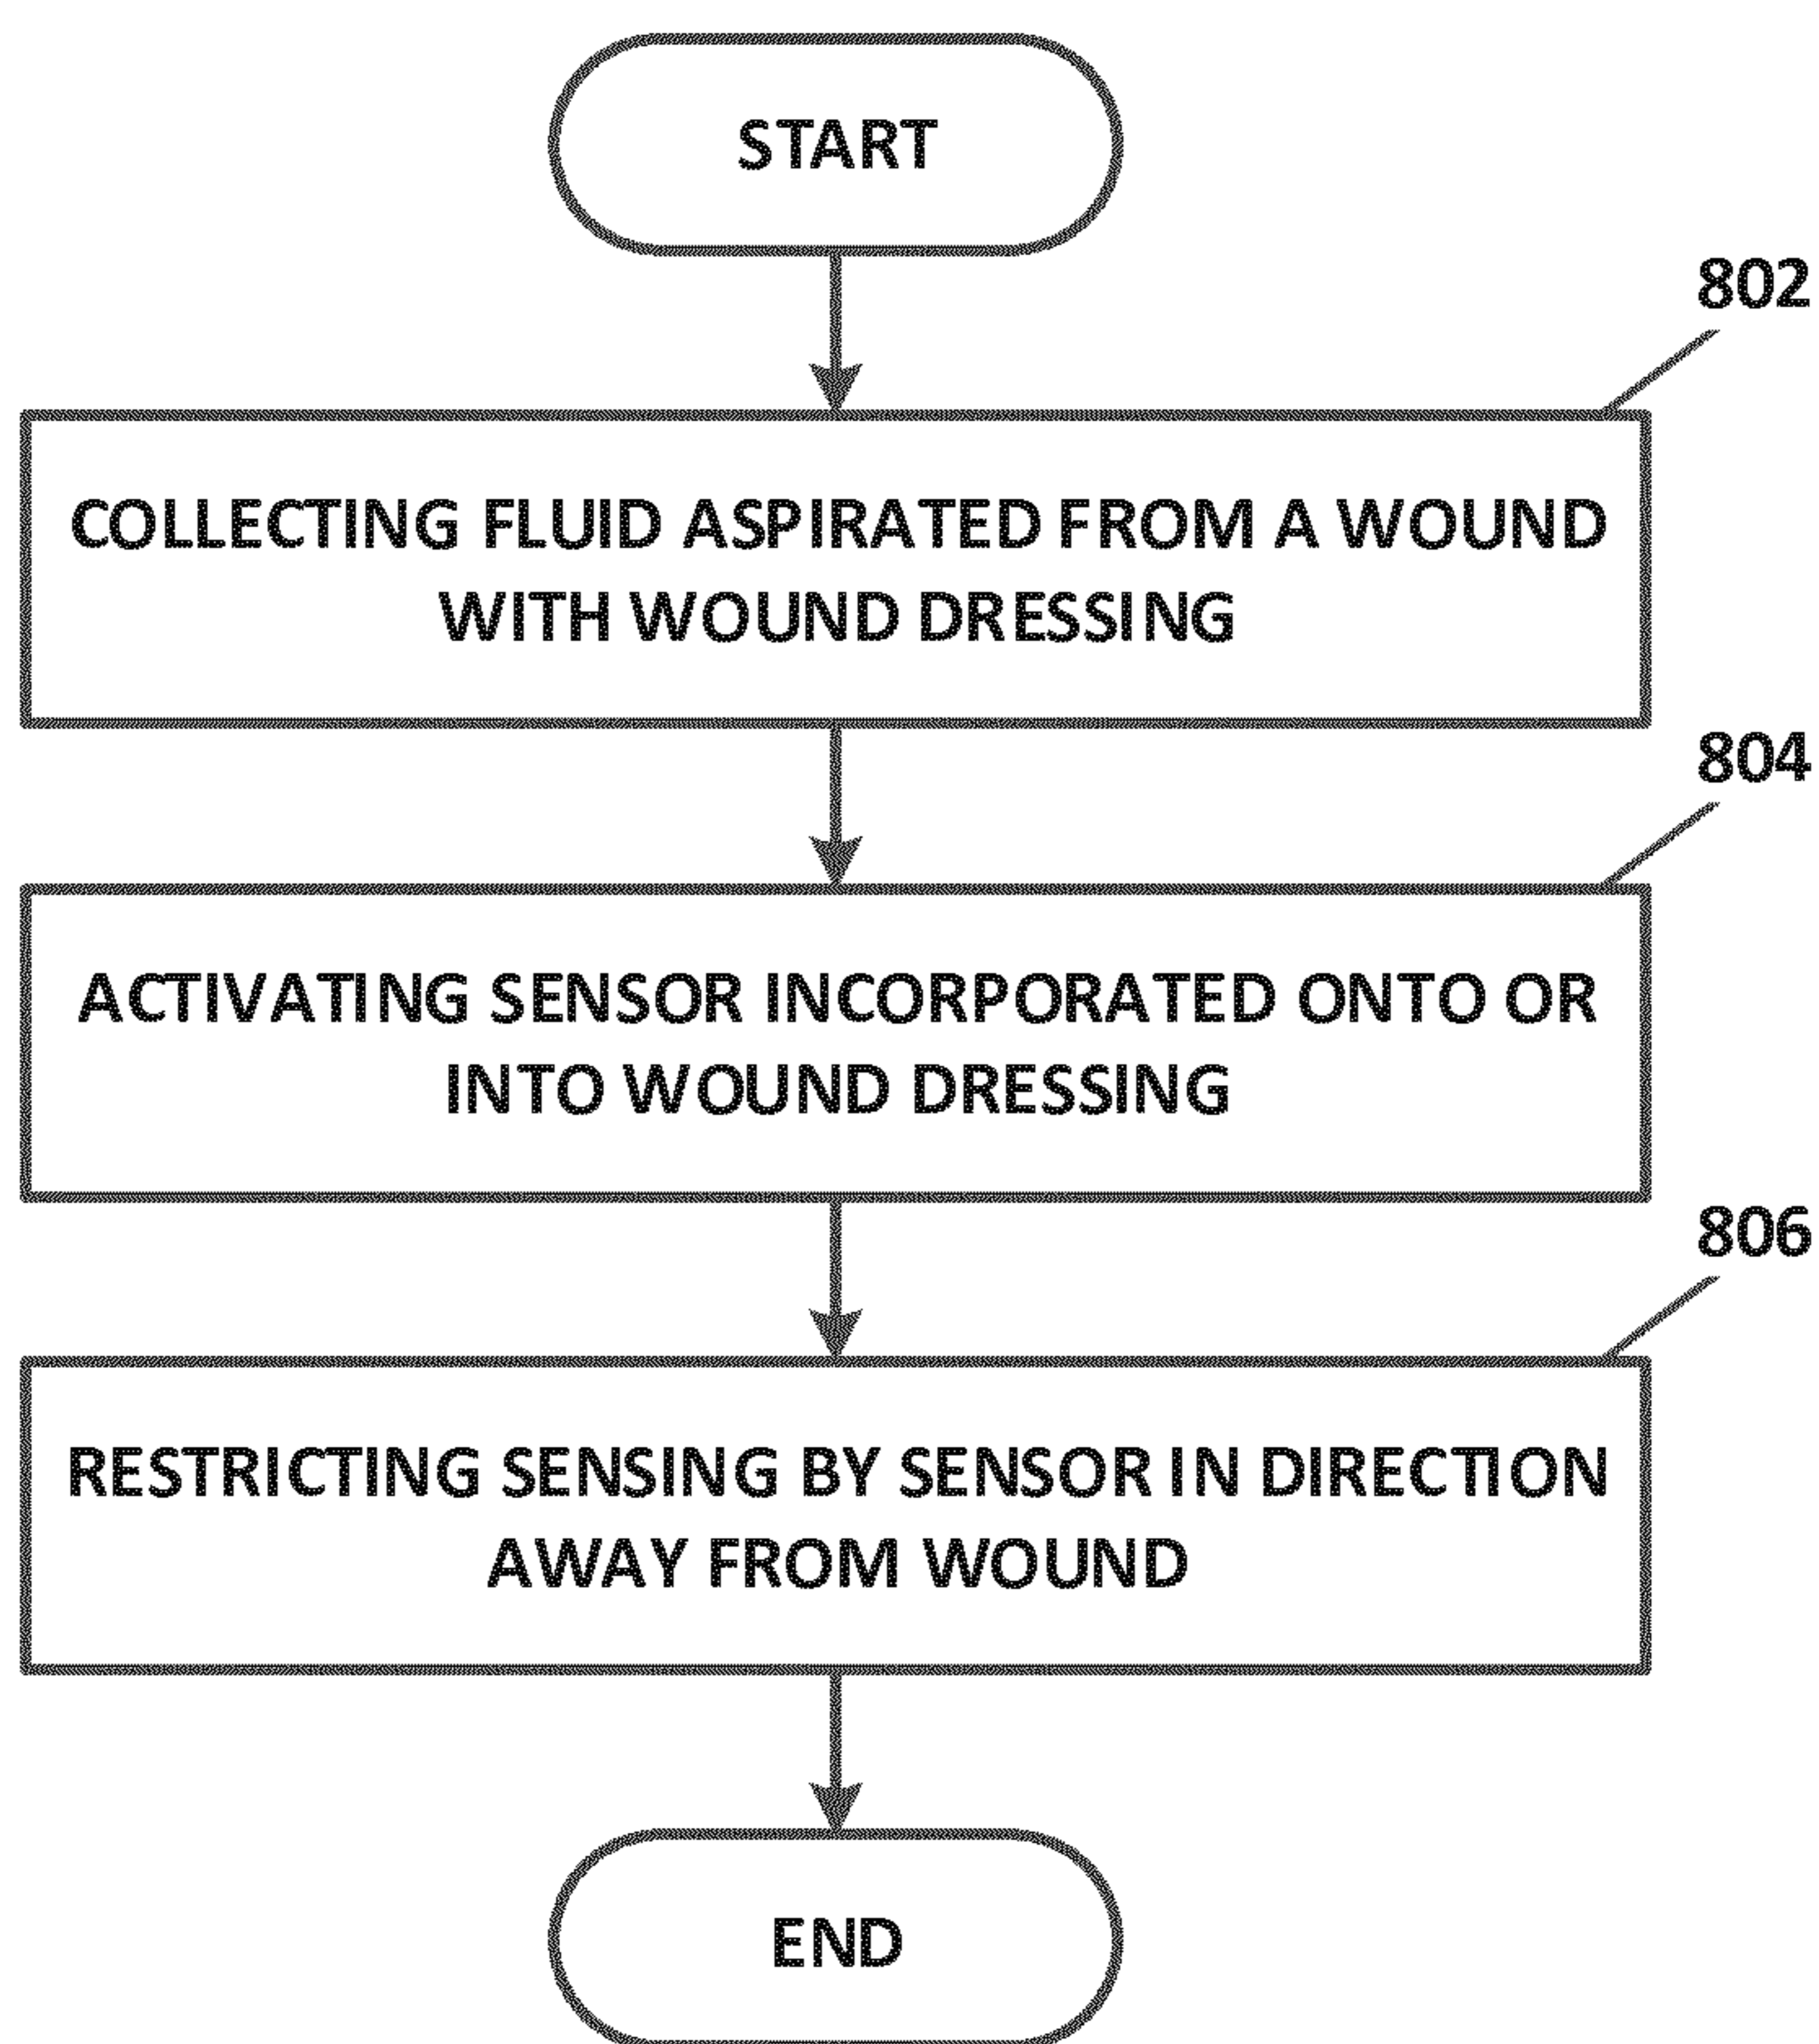 START
802
COLLECTING FLUID ASPIRATED FROM A WOUND
WITH WOUND DRESSING
804
ACTIVATING SENSOR INCORPORATED ONTO OR
INTO WOUND DRESSING
806
RESTRICTING SENSING BY SENSOR IN DIRECTION
AWAY FROM WOUND
END